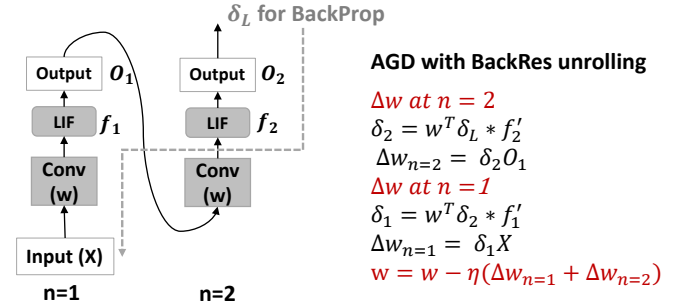 δ_L for BackProp
Output O₁
LIF f₁
Conv
(w)
Input (X)
n=1
Output O₂
LIF f₂
Conv
(w)
n=2
AGD with BackRes unrolling
Δw at n = 2
δ₂ = wᵀδ_L * f₂′
Δwₙ₌₂ = δ₂O₁
Δw at n =1
δ₁ = wᵀδ₂ * f₁′
Δwₙ₌₁ = δ₁X
w = w − η(Δwₙ₌₁ + Δwₙ₌₂)